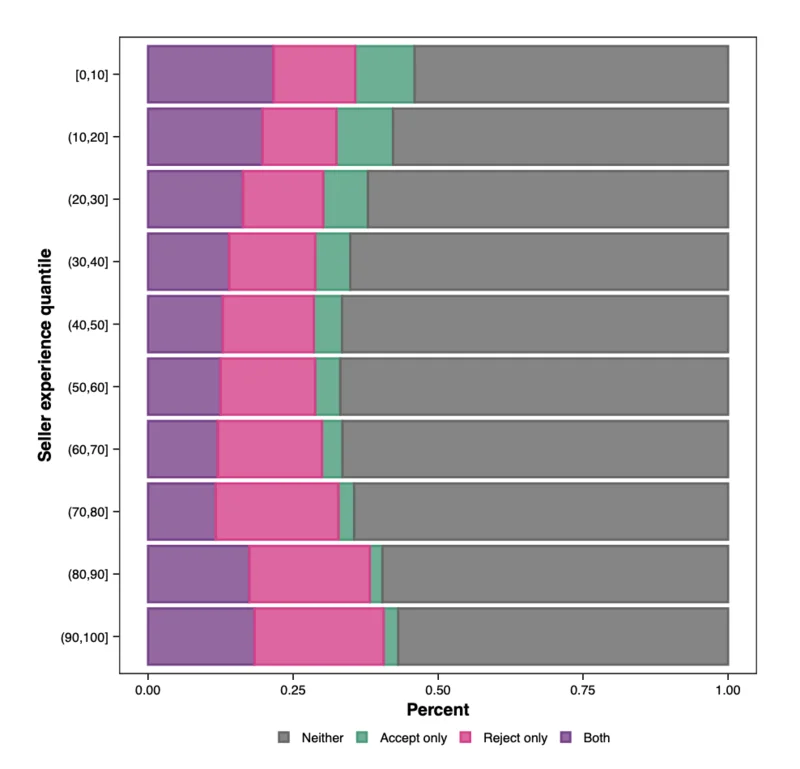 Seller experience quantile
[0,10]
(10,20]
(20,30]
(30,40]
(40,50]
(50,60]
(60,70]
(70,80]
(80,90]
(90,100]
0.00 0.25 0.50 0.75 1.00
Percent
Neither Accept only Reject only Both